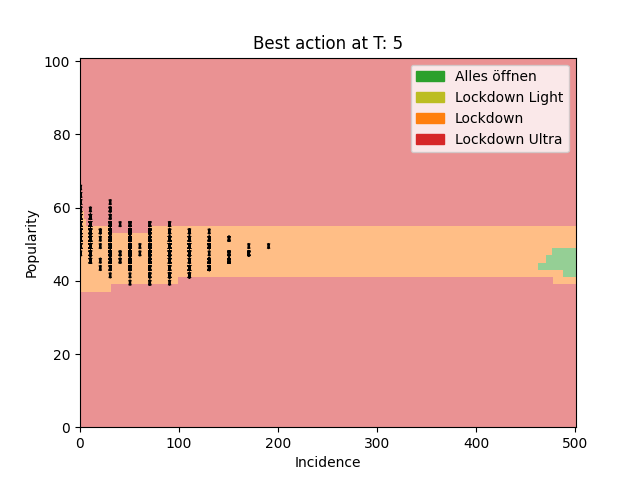 Best action at T: 5
Alles öffnen
Lockdown Light
Lockdown
Lockdown Ultra
100
80
60
40
20
0
Popularity
0 100 200 300 400 500
Incidence